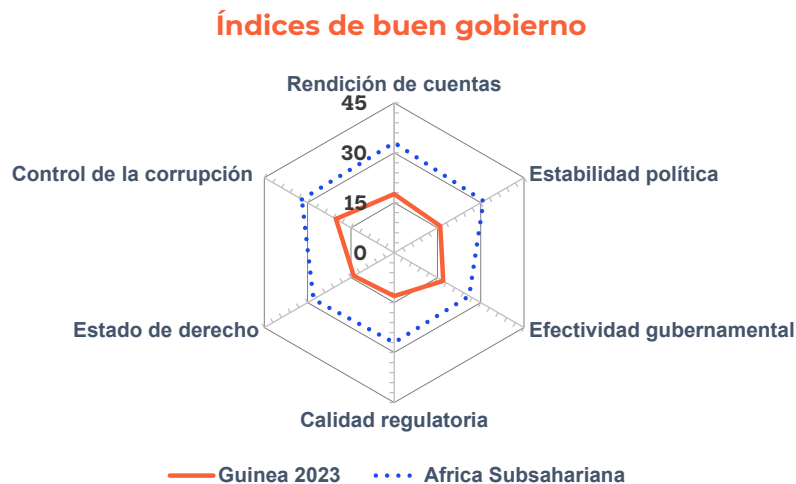 Índices de buen gobierno
Rendición de cuentas
45
Control de la corrupción
30
Estabilidad política
15
0
Estado de derecho
Efectividad gubernamental
Calidad regulatoria
Guinea 2023
Africa Subsahariana